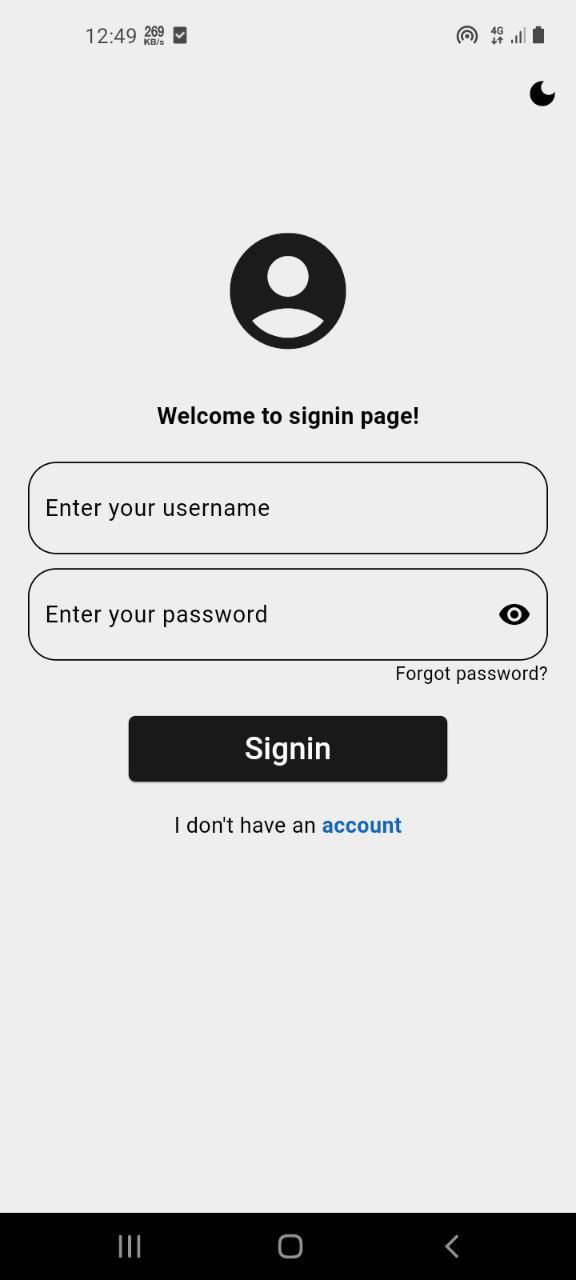 12:49 269 KB/s 4G
Welcome to signin page!
Enter your username
Enter your password
Forgot password?
Signin
I don't have an account